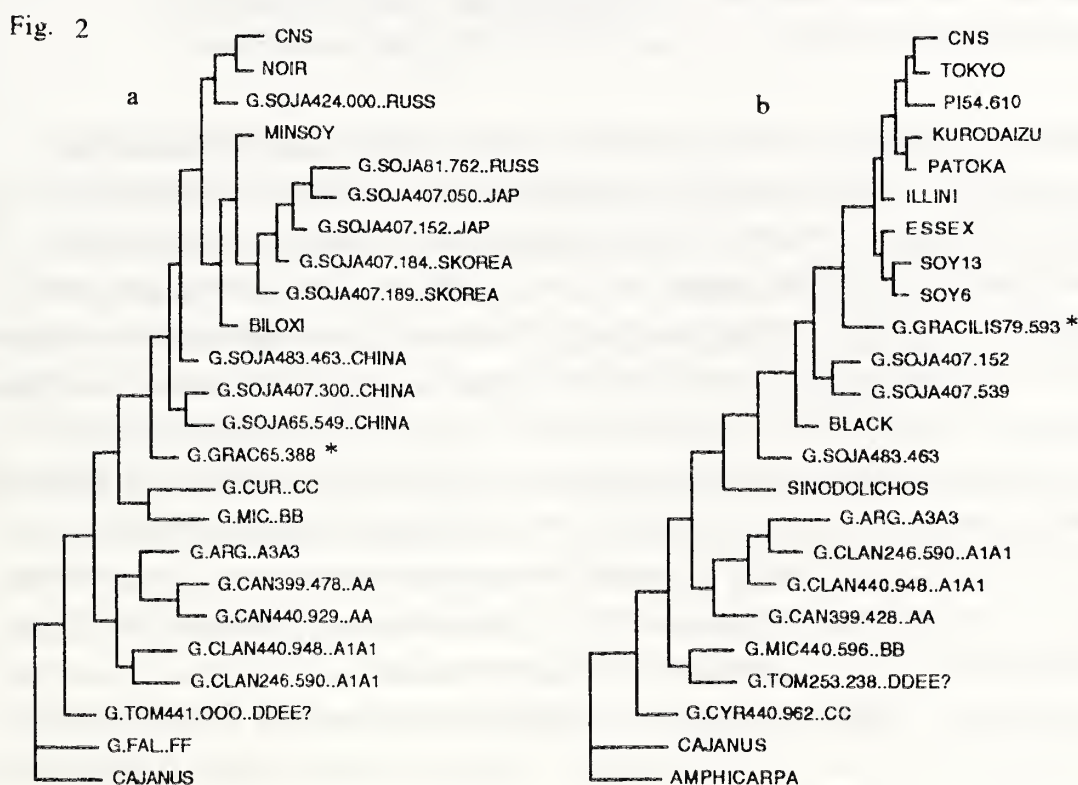 Fig. 2
a
CNS
NOIR
G.SOJA424.000..RUSS
MINSOY
G.SOJA81.762..RUSS
G.SOJA407.050..JAP
G.SOJA407.152..JAP
G.SOJA407.184..SKOREA
G.SOJA407.189..SKOREA
BILOXI
G.SOJA483.463..CHINA
G.SOJA407.300..CHINA
G.SOJA65.549..CHINA
G.GRAC65.388 *
G.CUR..CC
G.MIC..BB
G.ARG..A3A3
G.CAN399.478..AA
G.CAN440.929..AA
G.CLAN440.948..A1A1
G.CLAN246.590..A1A1
G.TOM441.OOO..DDEE?
G.FAL..FF
CAJANUS
b
CNS
TOKYO
PI54.610
KURODAIZU
PATOKA
ILLINI
ESSEX
SOY13
SOY6
G.GRACILIS79.593 *
G.SOJA407.152
G.SOJA407.539
BLACK
G.SOJA483.463
SINODOLICHOS
G.ARG..A3A3
G.CLAN246.590..A1A1
G.CLAN440.948..A1A1
G.CAN399.428..AA
G.MIC440.596..BB
G.TOM253.238..DDEE?
G.CYR440.962..CC
CAJANUS
AMPHICARPA